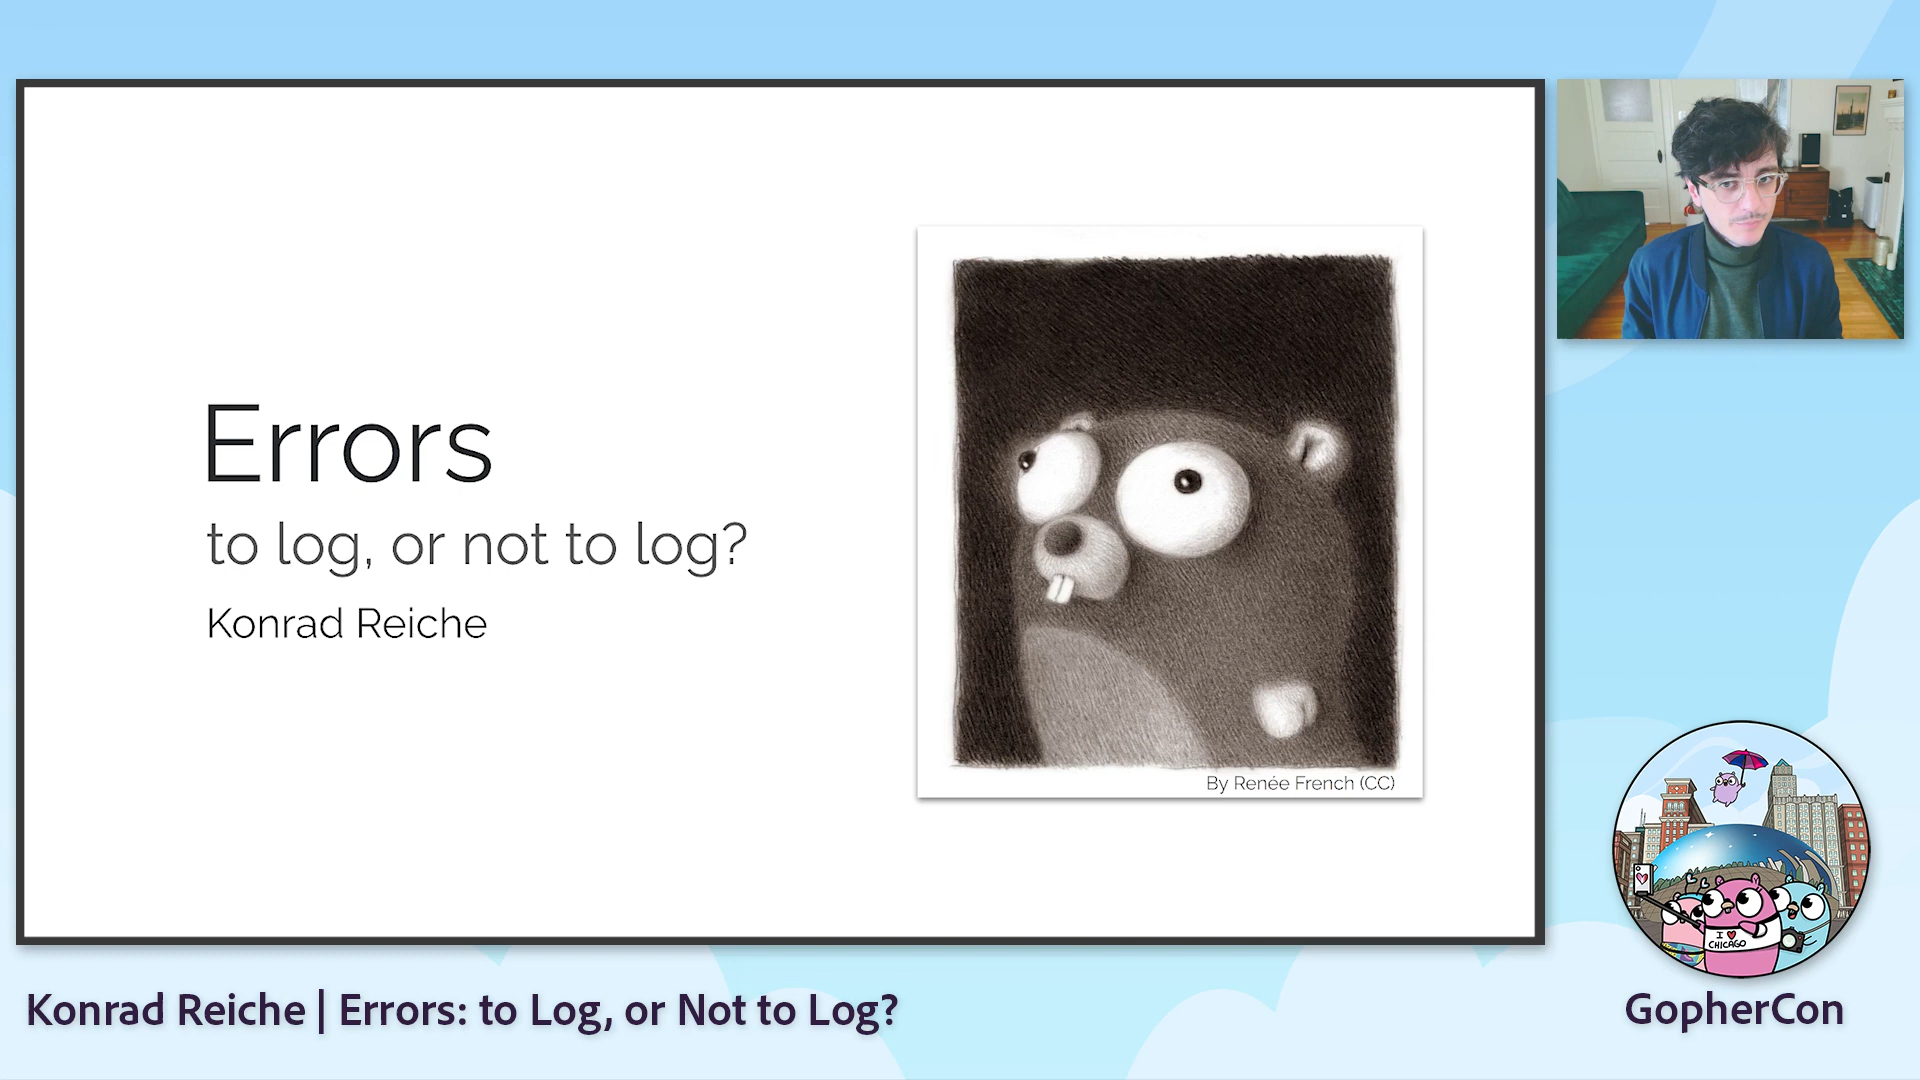 Errors
to log, or not to log?
Konrad Reiche
By Renée French (CC)
I
CHICAGO
Konrad Reiche | Errors: to Log, or Not to Log?
GopherCon